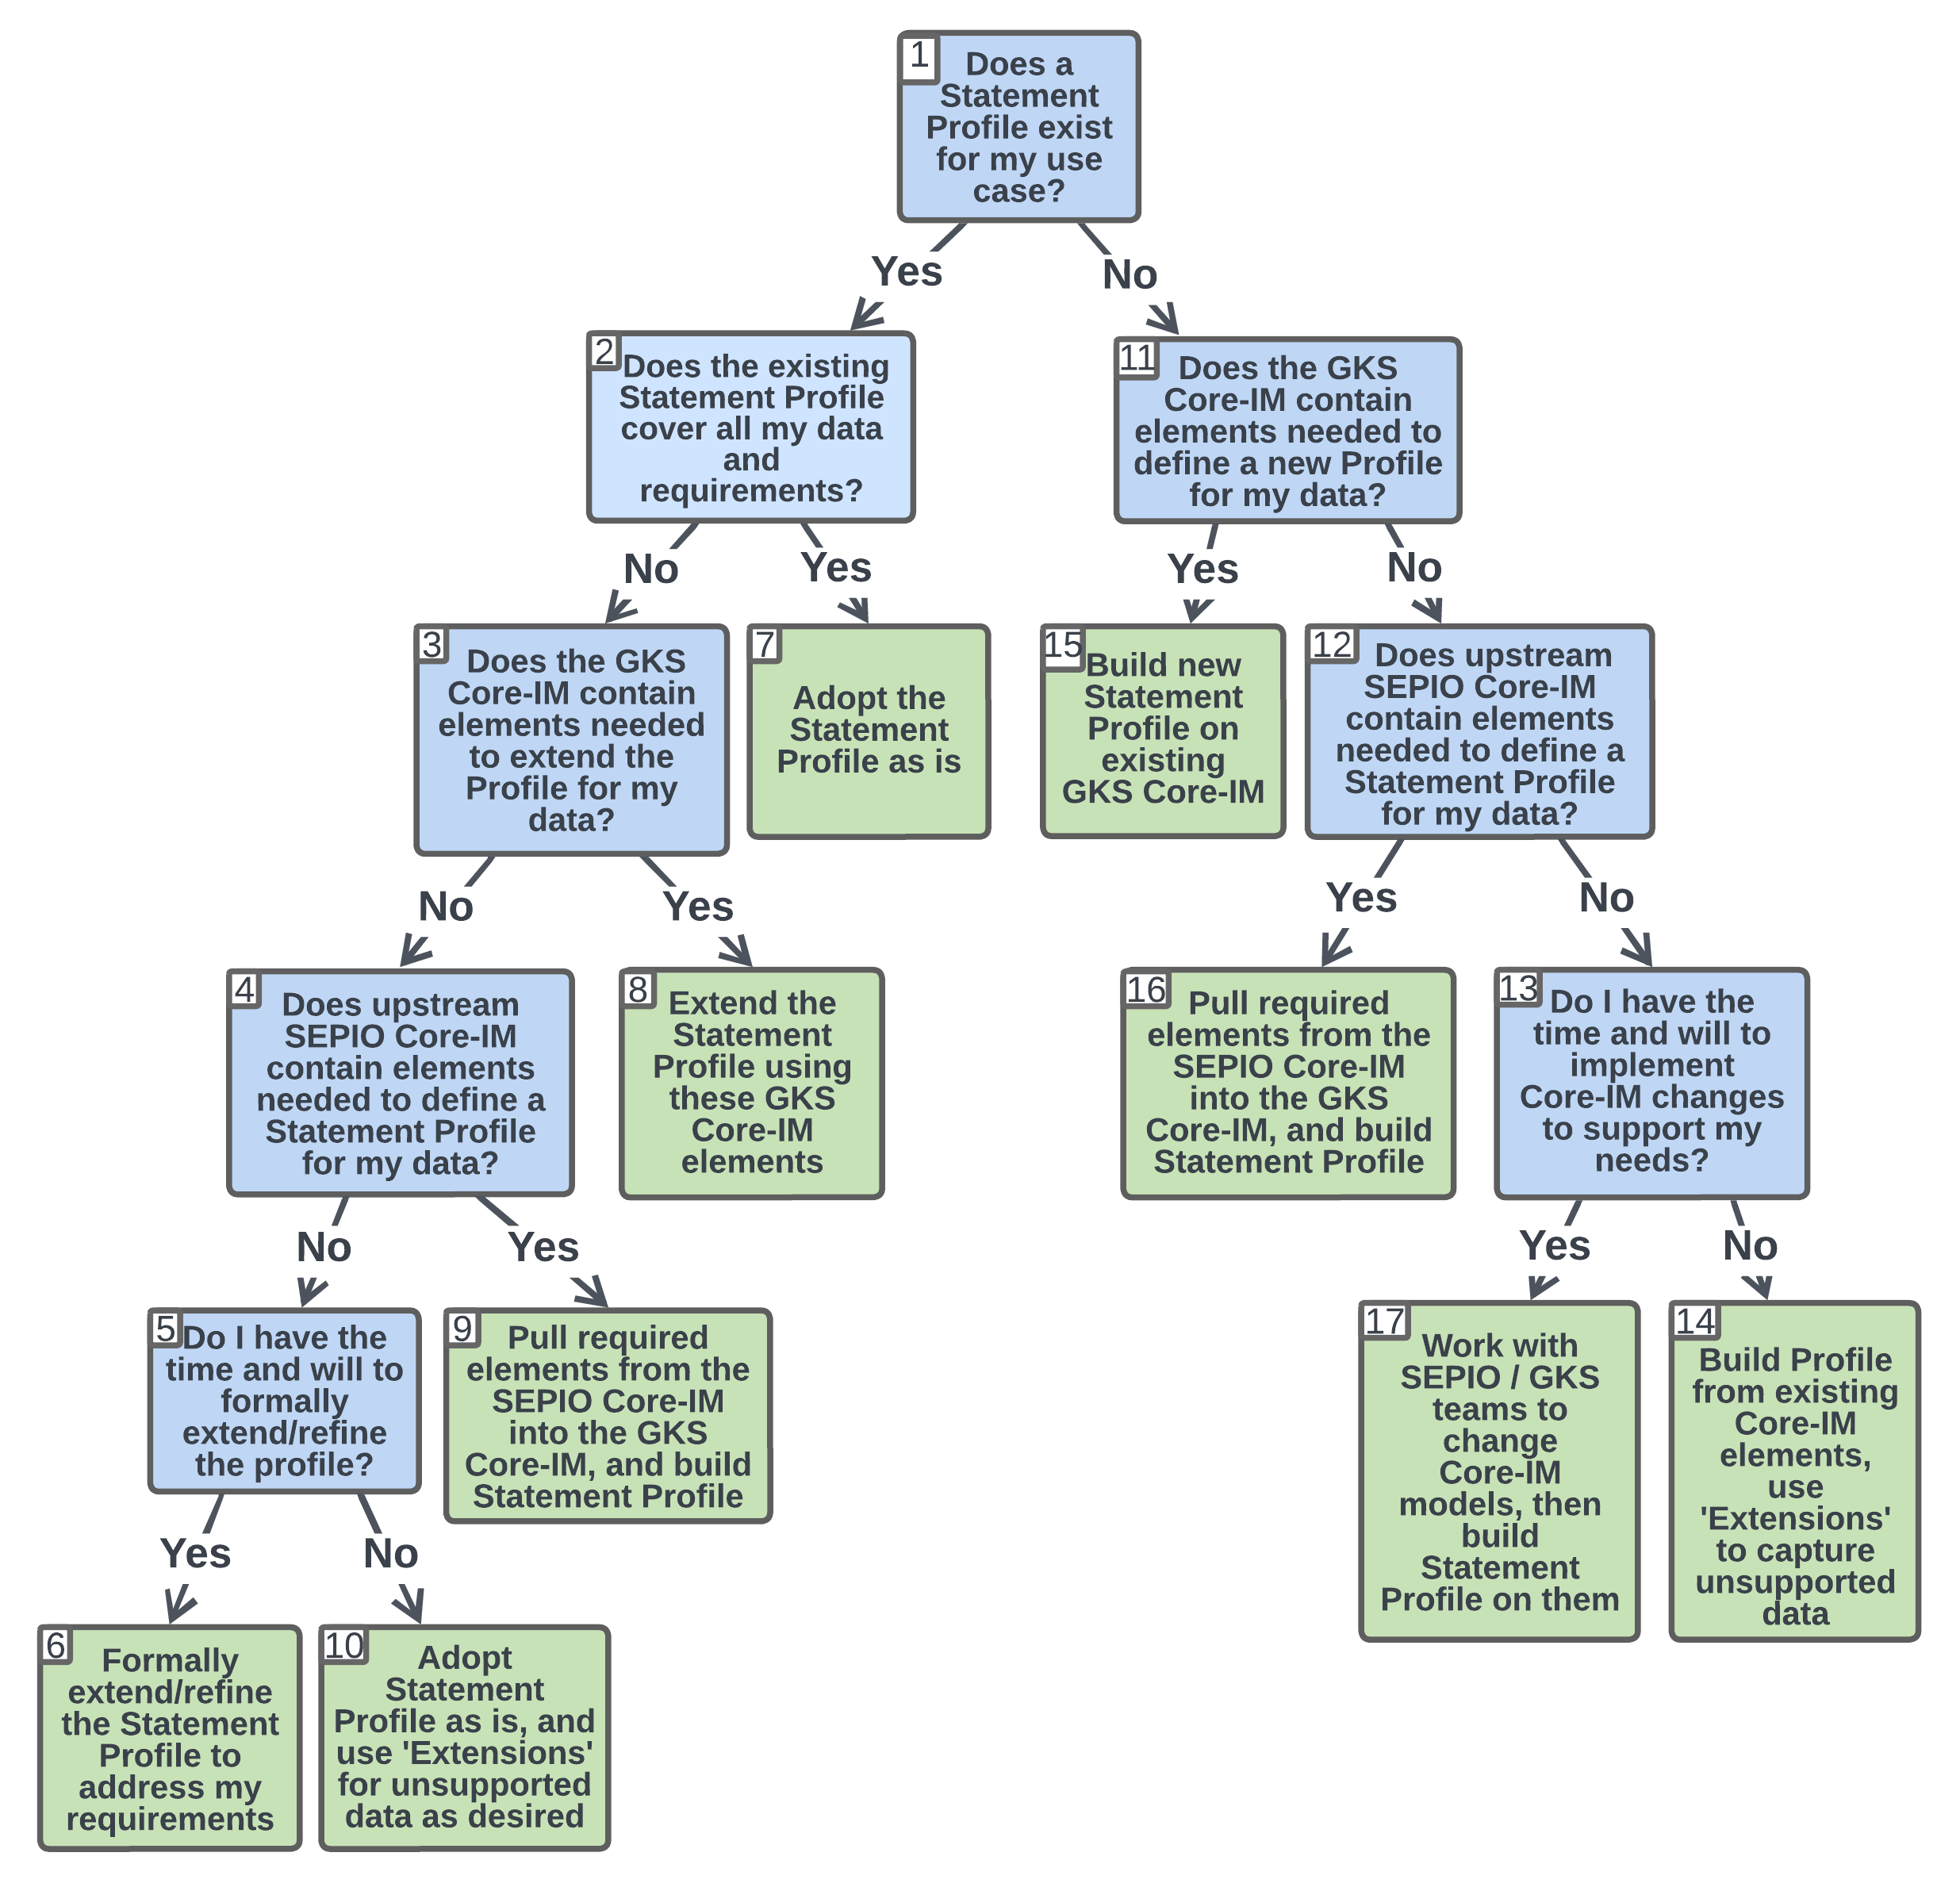 1
Does a
Statement
Profile exist
for my use
case?
Yes
No
2
Does the existing
Statement Profile
cover all my data
and
requirements?
11
Does the GKS
Core-IM contain
elements needed to
define a new Profile
for my data?
No
Yes
Yes
No
3
Does the GKS
Core-IM contain
elements needed
to extend the
Profile for my
data?
7
Adopt the
Statement
Profile as is
15
Build new
Statement
Profile on
existing
GKS Core-IM
12
Does upstream
SEPIO Core-IM
contain elements
needed to define a
Statement Profile
for my data?
No
Yes
Yes
No
4
Does upstream
SEPIO Core-IM
contain elements
needed to define a
Statement Profile
for my data?
8
Extend the
Statement
Profile using
these GKS
Core-IM
elements
16
Pull required
elements from the
SEPIO Core-IM
into the GKS
Core-IM, and build
Statement Profile
13
Do I have the
time and will to
implement
Core-IM changes
to support my
needs?
No
Yes
Yes
No
5
Do I have the
time and will to
formally
extend/refine
the profile?
9
Pull required
elements from the
SEPIO Core-IM
into the GKS
Core-IM, and build
Statement Profile
17
Work with
SEPIO / GKS
teams to
change
Core-IM
models, then
build
Statement
Profile on them
14
Build Profile
from existing
Core-IM
elements,
use
'Extensions'
to capture
unsupported
data
Yes
No
6
Formally
extend/refine
the Statement
Profile to
address my
requirements
10
Adopt
Statement
Profile as is, and
use 'Extensions'
for unsupported
data as desired